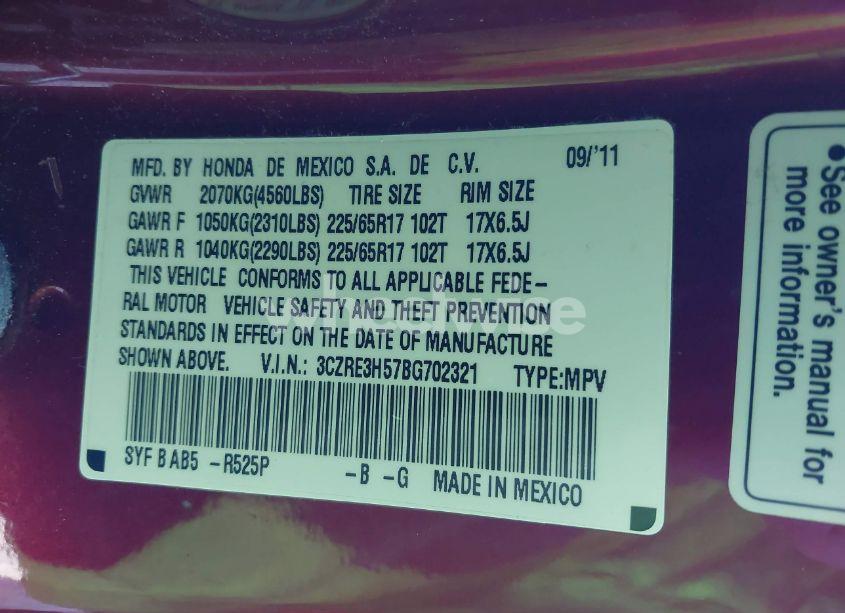 MFD. BY HONDA DE MEXICO S.A. DE C.V. 09/'11
GVWR 2070KG(4560LBS) TIRE SIZE RIM SIZE
GAWR F 1050KG(2310LBS) 225/65R17 102T 17X6.5J
GAWR R 1040KG(2290LBS) 225/65R17 102T 17X6.5J
THIS VEHICLE CONFORMS TO ALL APPLICABLE FEDE-
RAL MOTOR VEHICLE SAFETY AND THEFT PREVENTION
STANDARDS IN EFFECT ON THE DATE OF MANUFACTURE
SHOWN ABOVE. V.I.N.: 3CZRE3H57BG702321 TYPE:MPV
SYF B AB5 -R525P -B -G MADE IN MEXICO
•See owner's manual for
more information.